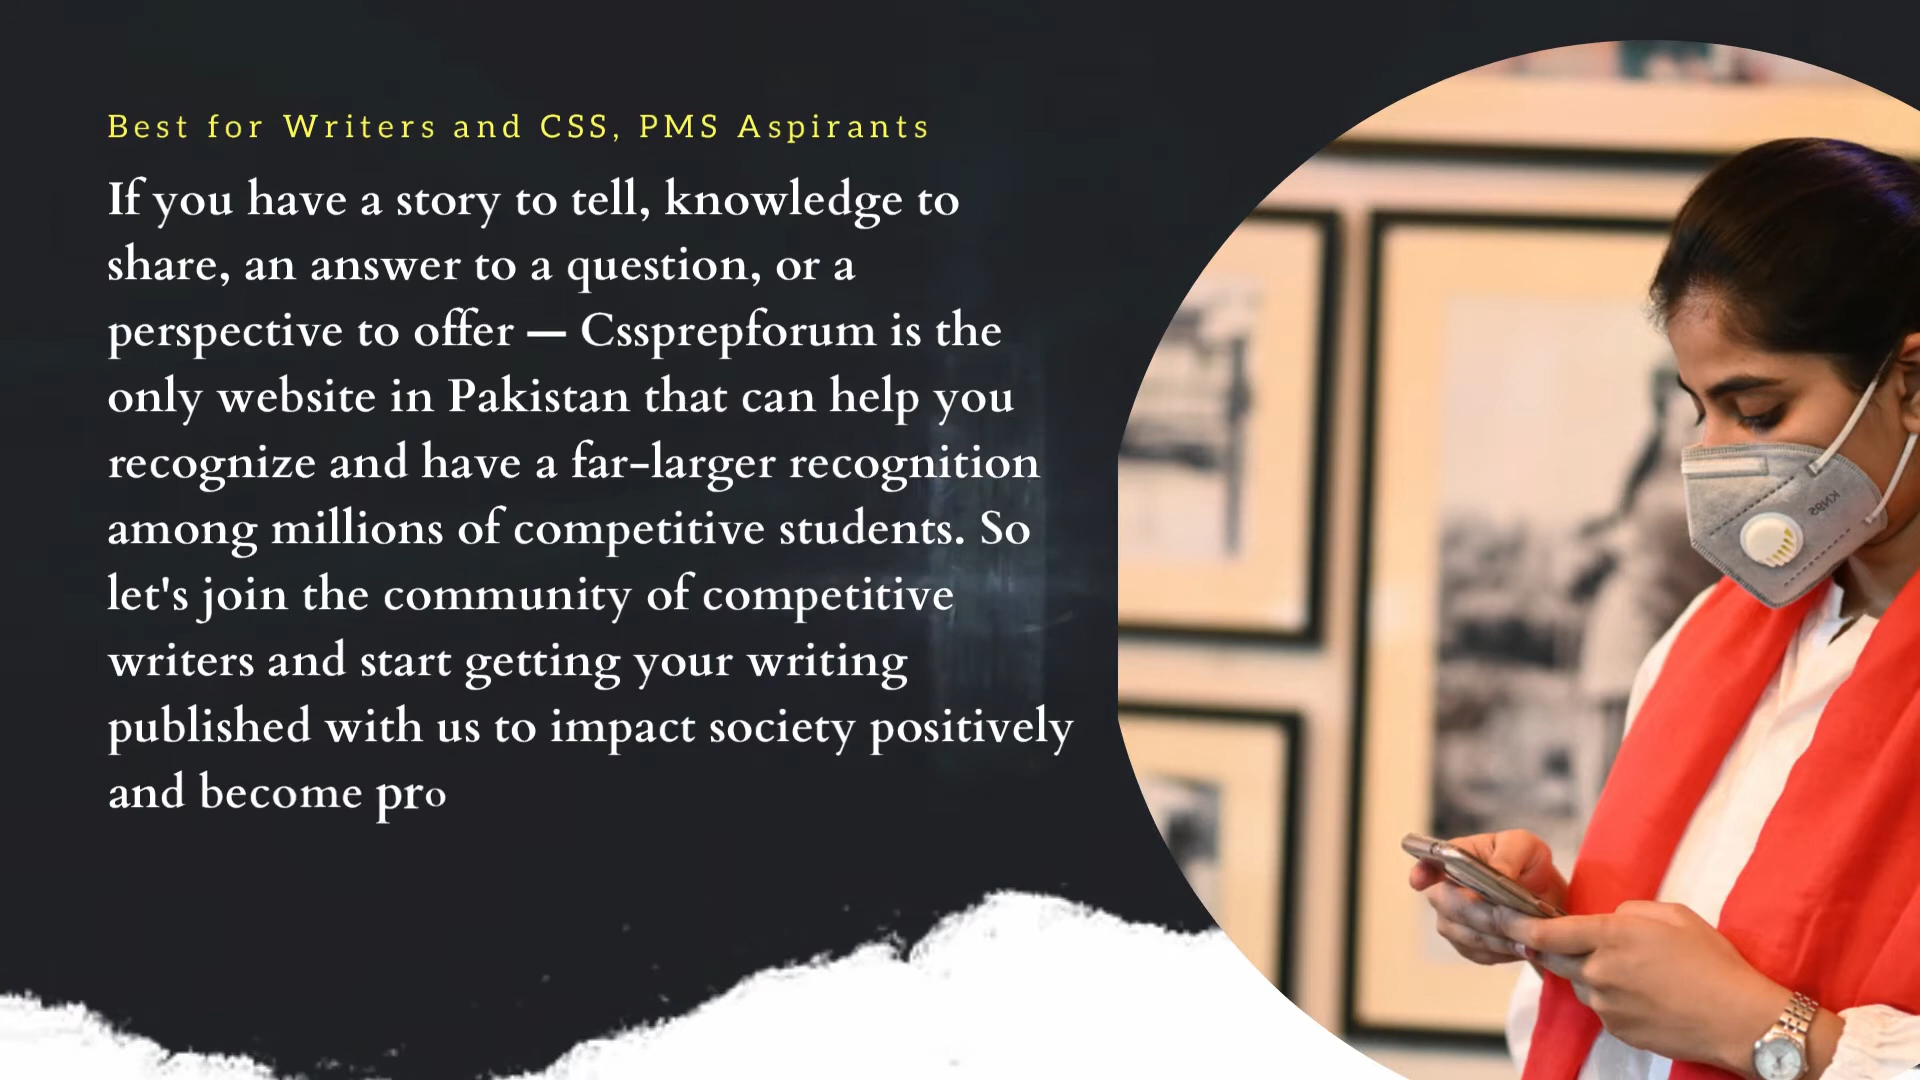 Best for Writers and CSS, PMS Aspirants
If you have a story to tell, knowledge to
share, an answer to a question, or a
perspective to offer — Cssprepforum is the
only website in Pakistan that can help you
recognize and have a far-larger recognition
among millions of competitive students. So
let's join the community of competitive
writers and start getting your writing
published with us to impact society positively
and become pro
KN95